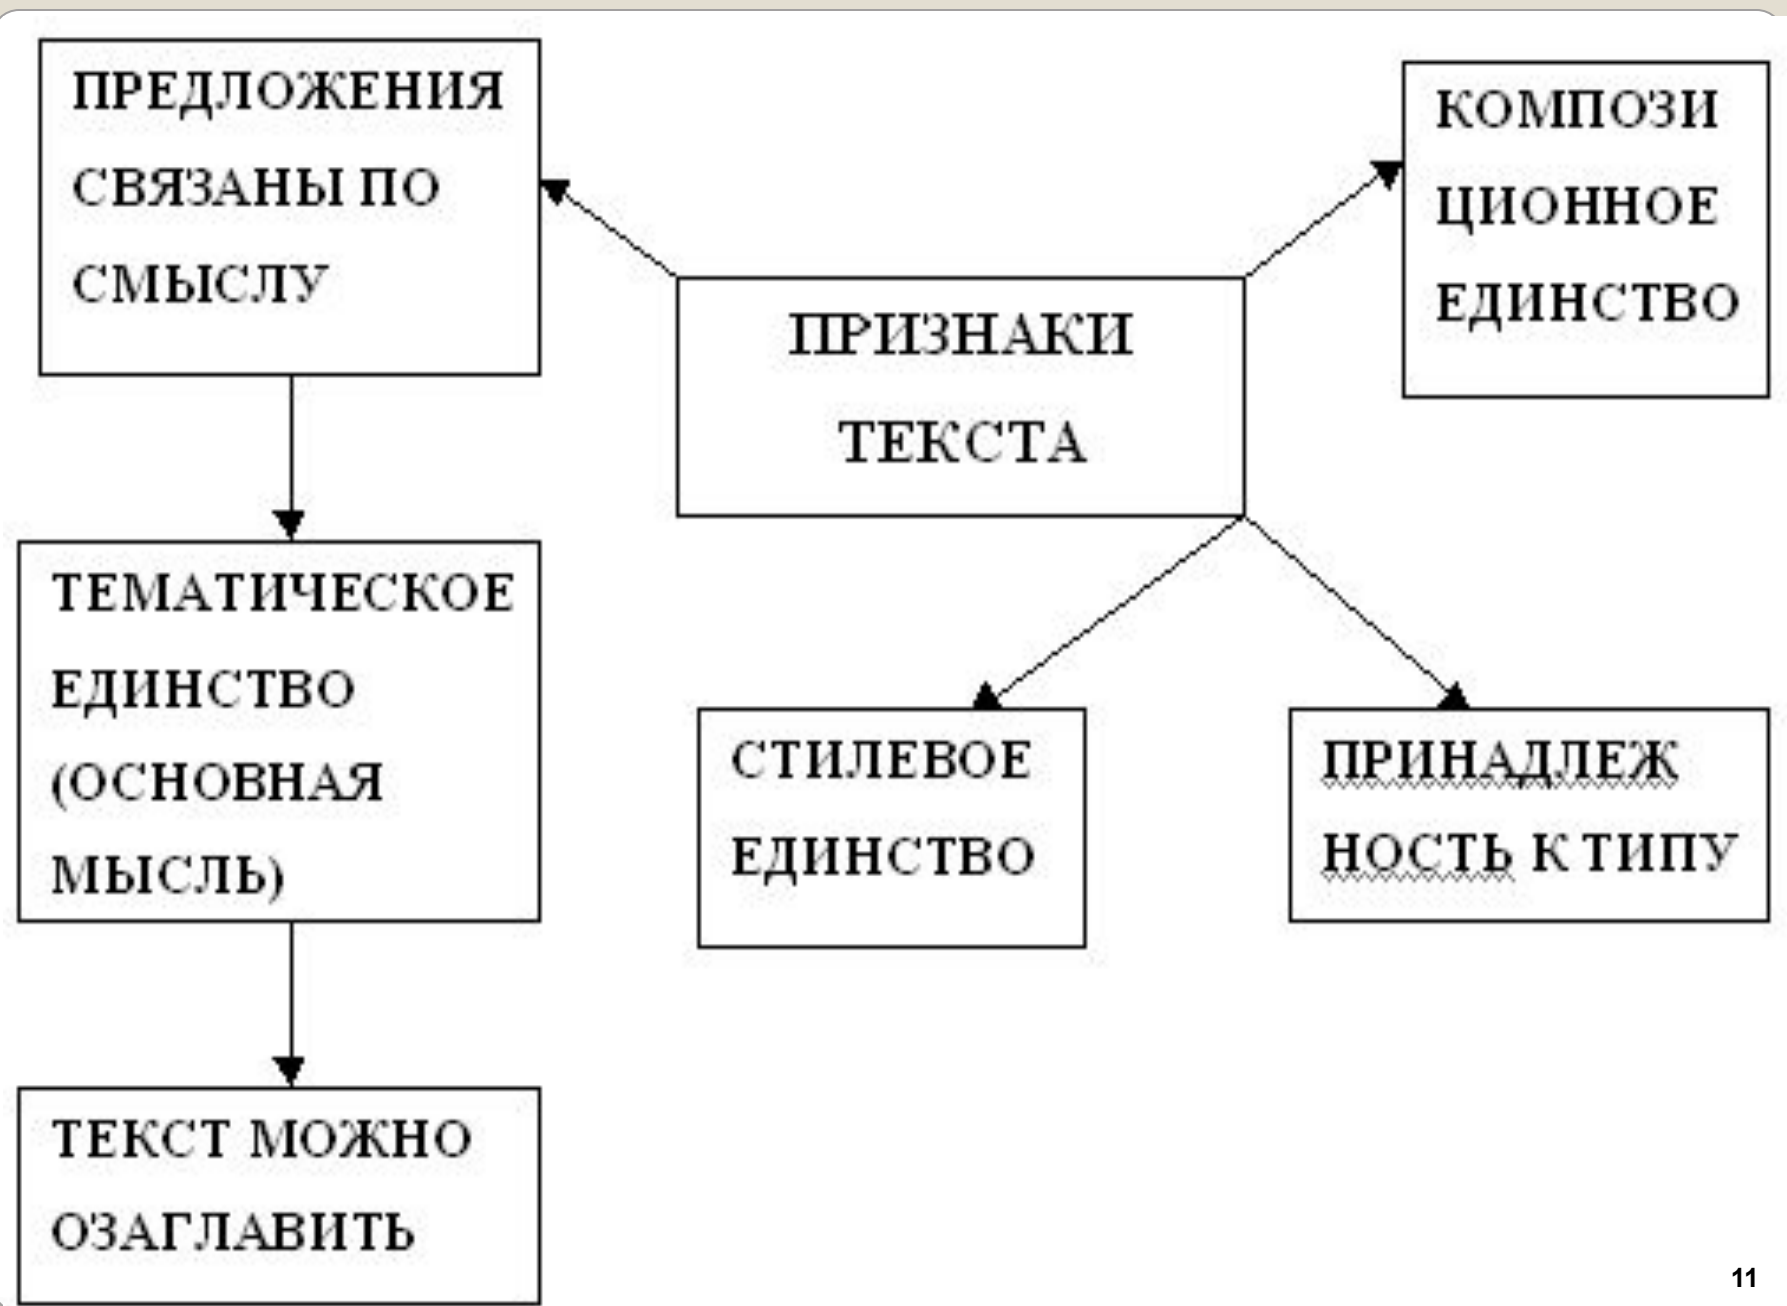 ПРЕДЛОЖЕНИЯ
СВЯЗАНЫ ПО
СМЫСЛУ
КОМПОЗИ
ЦИОННОЕ
ЕДИНСТВО
ПРИЗНАКИ
ТЕКСТА
ТЕМАТИЧЕСКОЕ
ЕДИНСТВО
(ОСНОВНАЯ
МЫСЛЬ)
СТИЛЕВОЕ
ЕДИНСТВО
ПРИНАДЛЕЖ
НОСТЬ К ТИПУ
ТЕКСТ МОЖНО
ОЗАГЛАВИТЬ
11